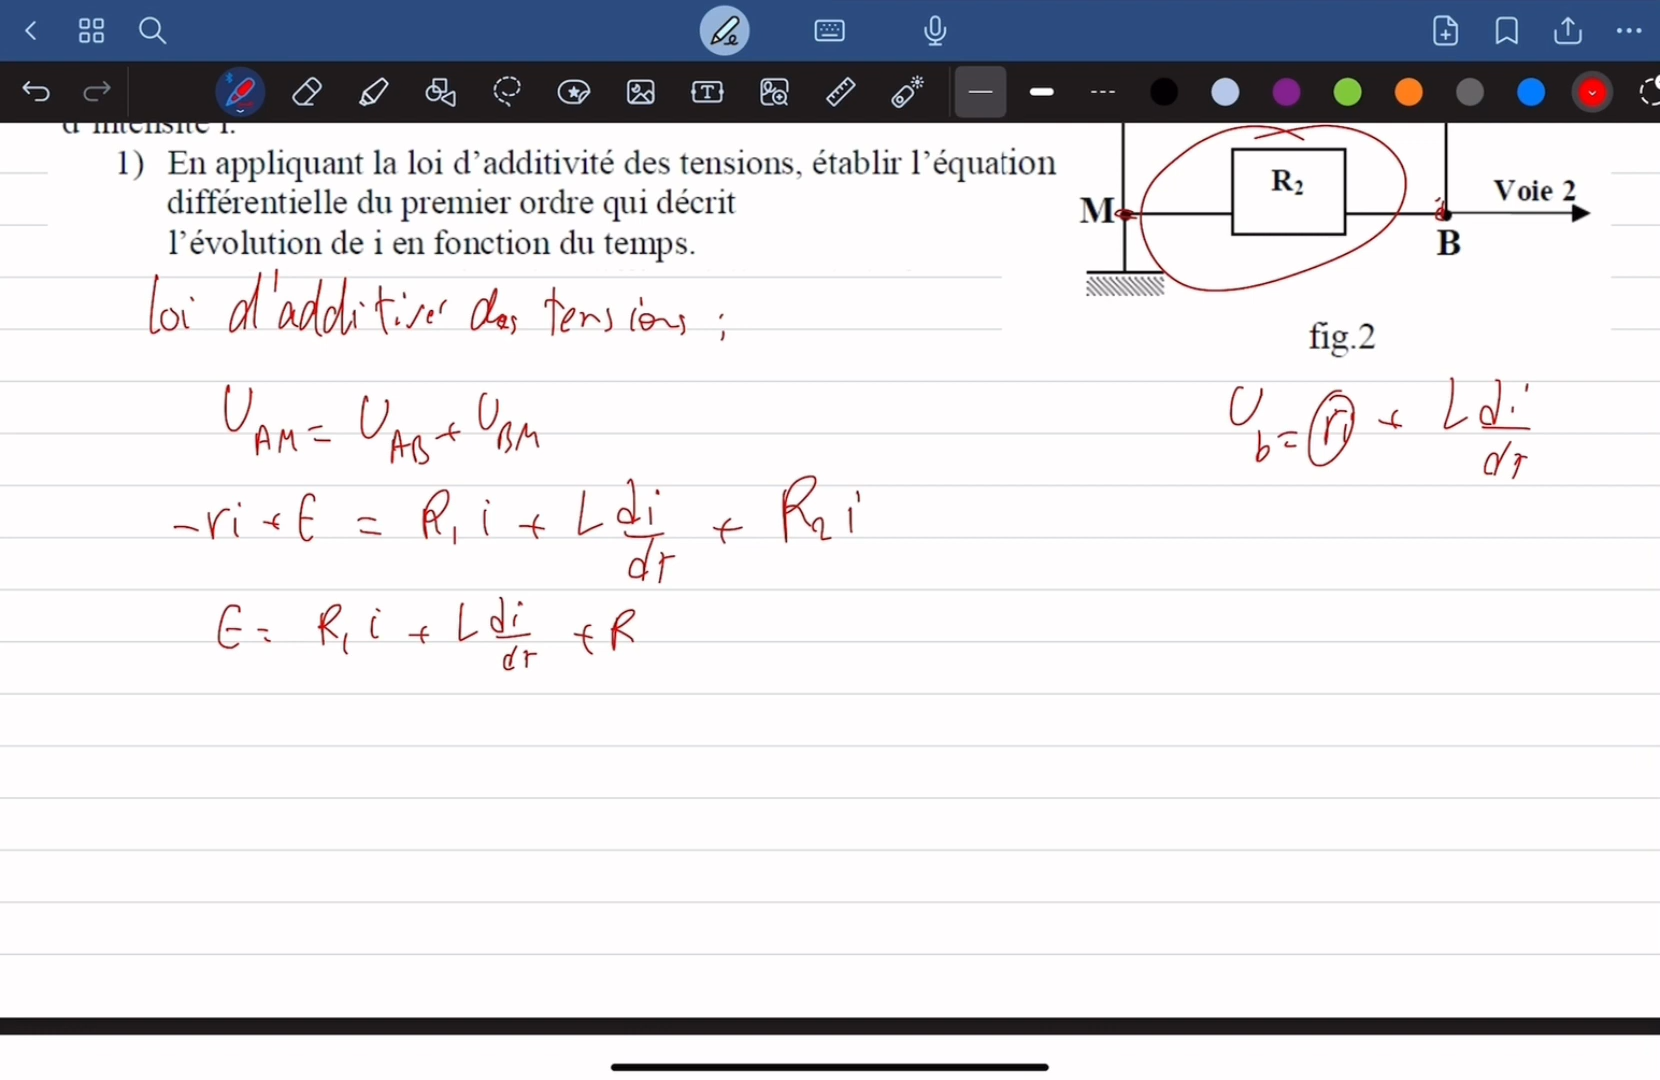 d'intensité i.
1) En appliquant la loi d'additivité des tensions, établir l'équation
différentielle du premier ordre qui décrit
l'évolution de i en fonction du temps.
R₂
M
Voie 2
B
fig.2
loi d'additiver des tensions ;
U_AM = U_AB + U_BM
-ri + E = R₁ i + L di/dt + R₂ i
E = R₁ i + L di/dt + R
U_b = ri + L di/dt